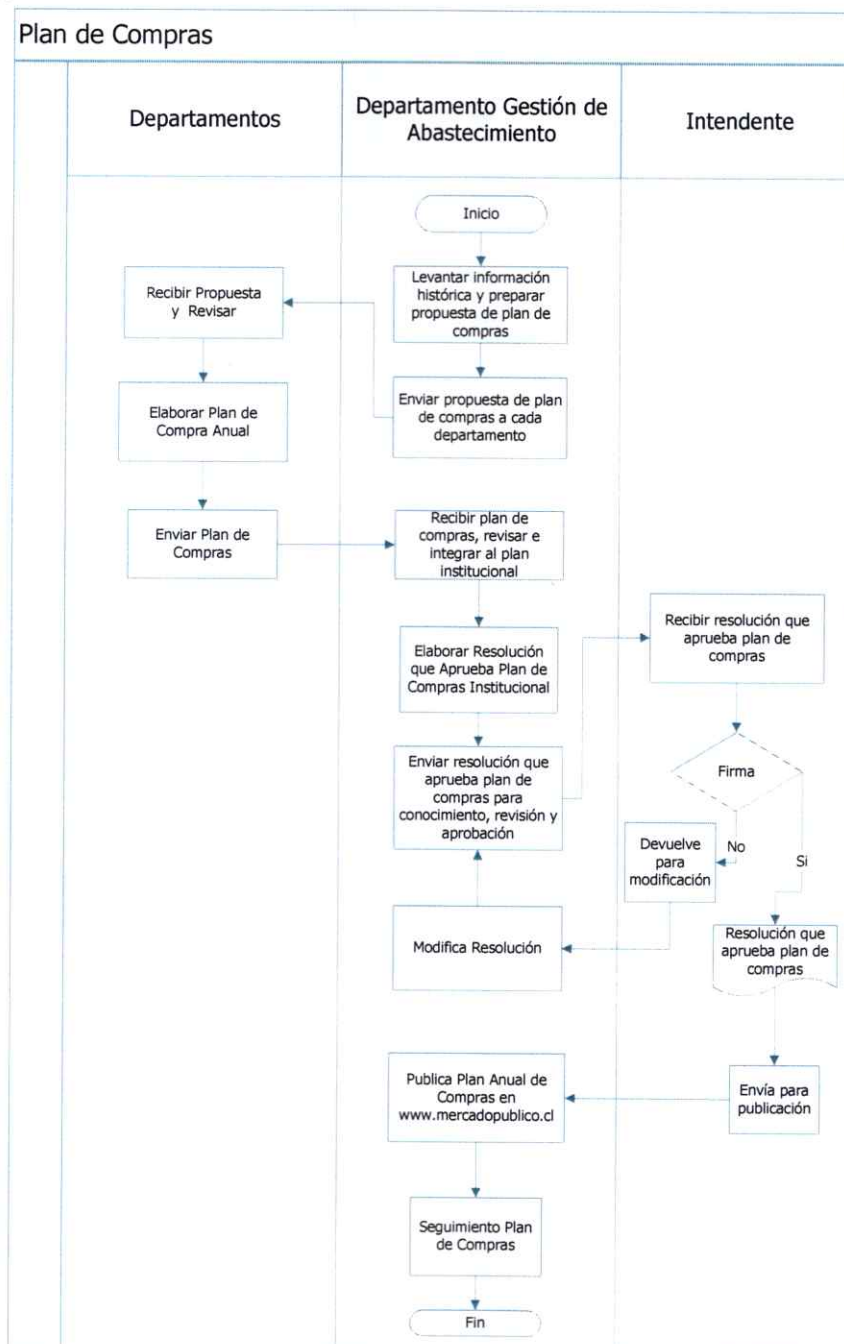 Plan de Compras
Departamentos
Departamento Gestión de
Abastecimiento
Intendente
Inicio
Levantar información
histórica y preparar
propuesta de plan de
compras
Enviar propuesta de plan
de compras a cada
departamento
Recibir Propuesta
y Revisar
Elaborar Plan de
Compra Anual
Enviar Plan de
Compras
Recibir plan de
compras, revisar e
integrar al plan
institucional
Elaborar Resolución
que Aprueba Plan de
Compras Institucional
Enviar resolución que
aprueba plan de
compras para
conocimiento, revisión y
aprobación
Recibir resolución que
aprueba plan de
compras
Firma
No
Si
Devuelve
para
modificación
Modifica Resolución
Resolución que
aprueba plan de
compras
Envía para
publicación
Publica Plan Anual de
Compras en
www.mercadopublico.cl
Seguimiento Plan
de Compras
Fin